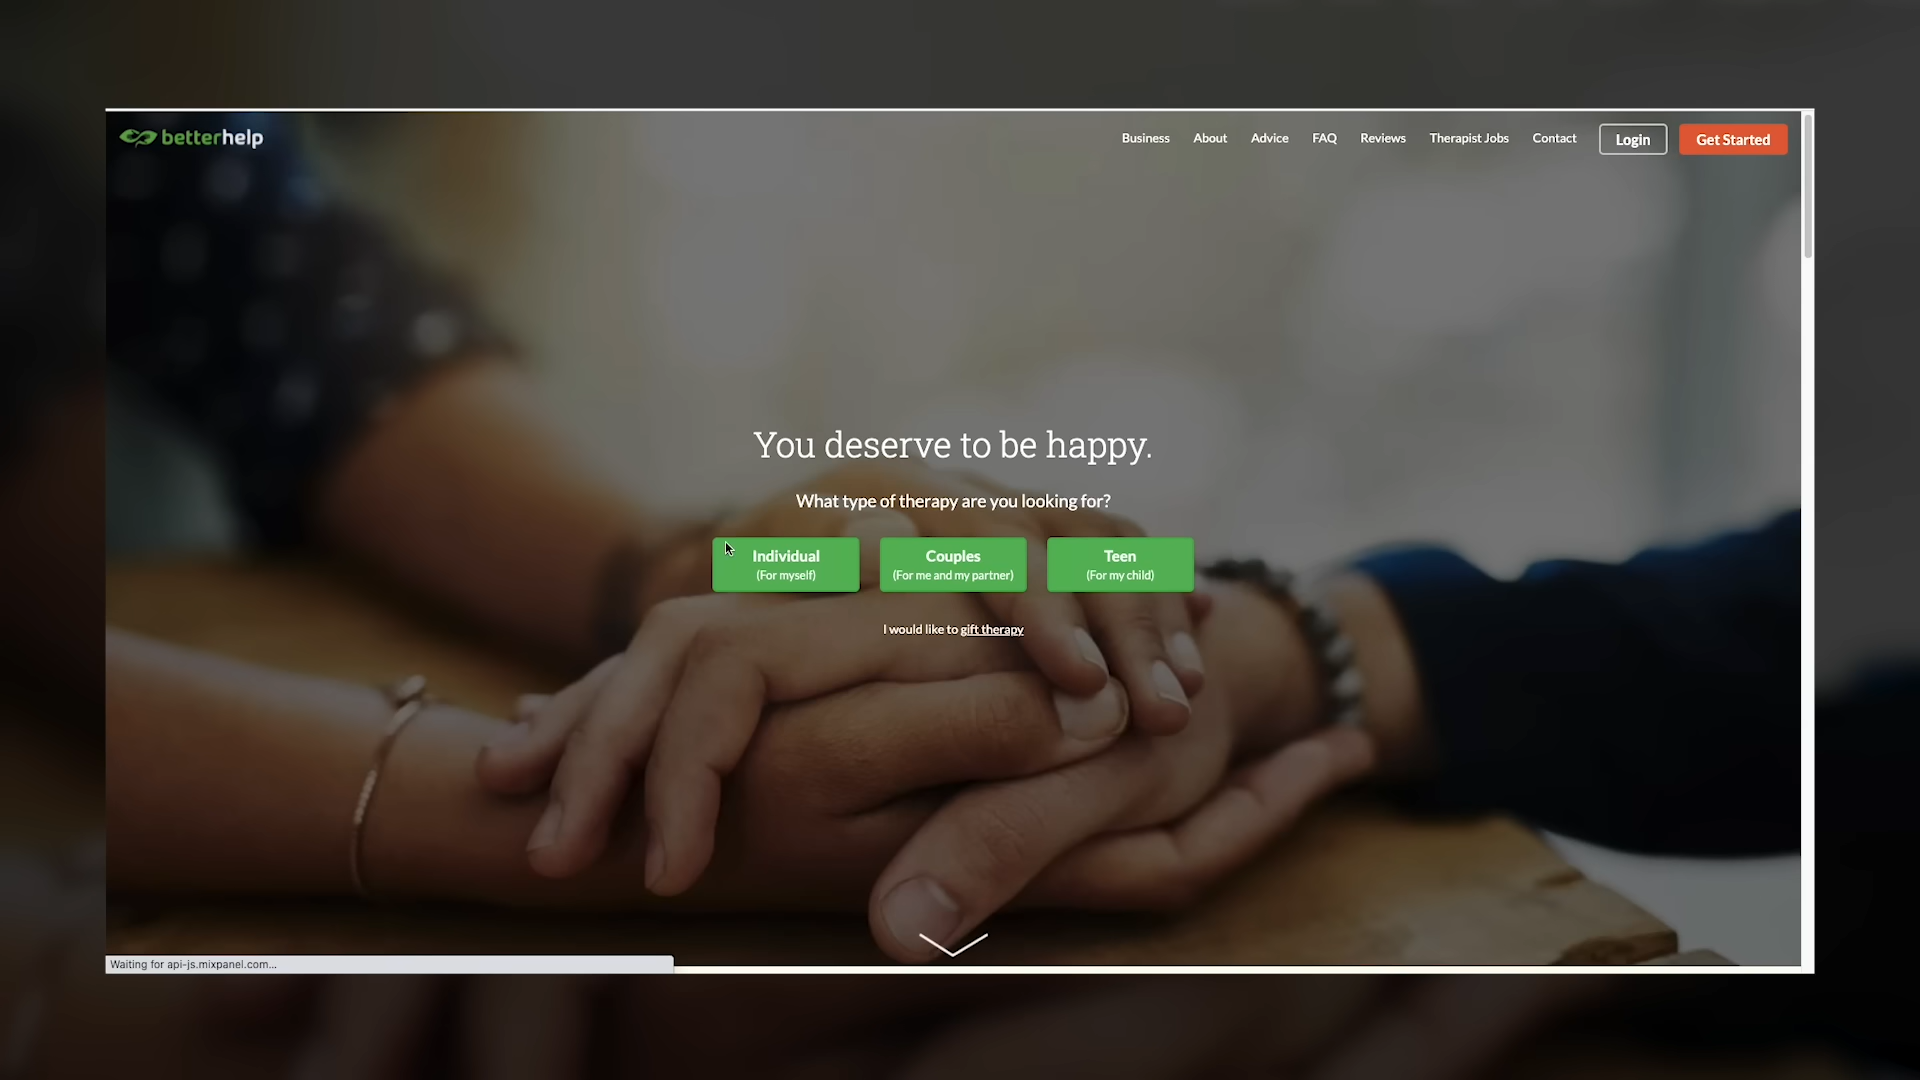 betterhelp
Business About Advice FAQ Reviews Therapist Jobs Contact Login Get Started
You deserve to be happy.
What type of therapy are you looking for?
Individual Couples Teen
(For myself) (For me and my partner) (For my child)
I would like to gift therapy
Waiting for api-js.mixpanel.com...